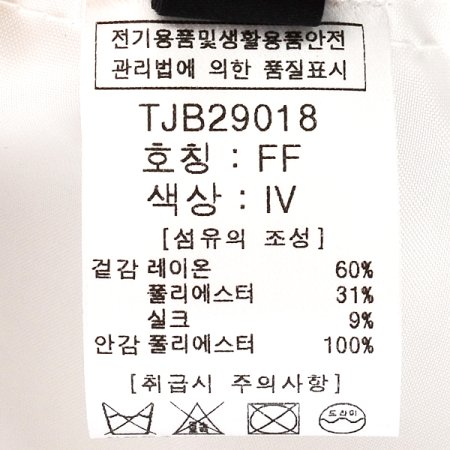 전기용품및생활용품안전
관리법에 의한 품질표시
TJB29018
호칭 : FF
색상 : IV
[섬유의 조성]
겉감 레이온 60%
폴리에스터 31%
실크 9%
안감 폴리에스터 100%
[취급시 주의사항]
드라이